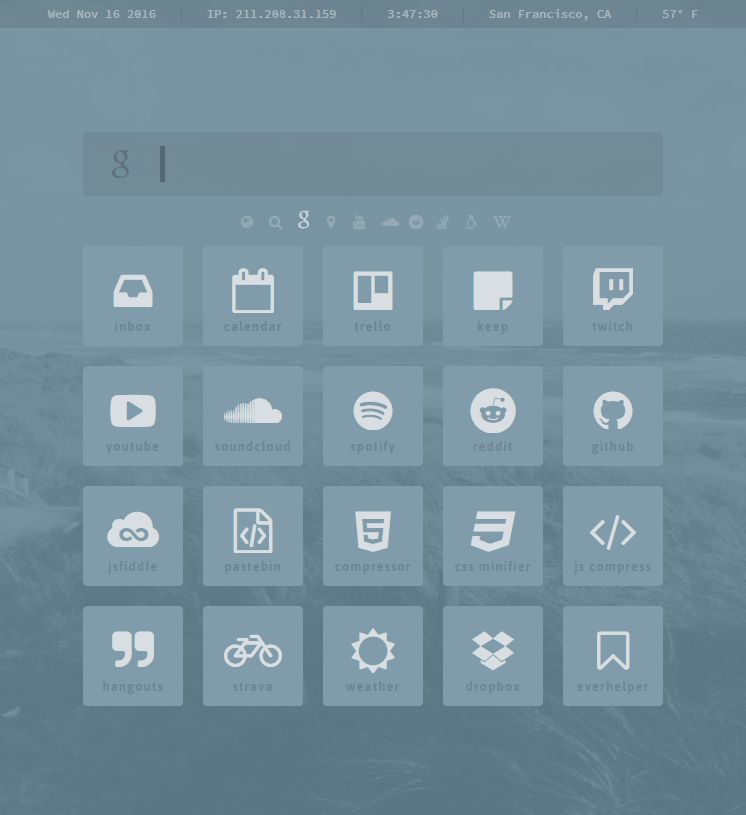 Wed Nov 16 2016 IP: 211.208.31.159 3:47:30 San Francisco, CA 57° F
g
g W
inbox calendar trello keep twitch
youtube soundcloud spotify reddit github
jsfiddle pastebin compressor css minifier js compress
hangouts strava weather dropbox everhelper